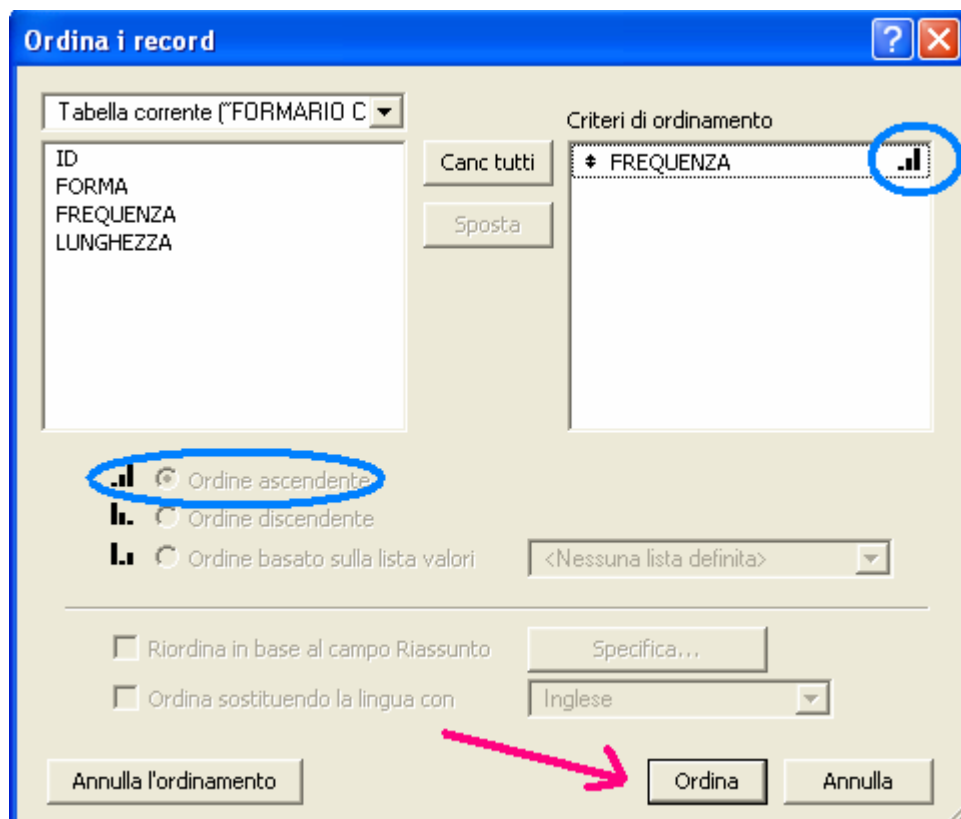 Ordina i record
Tabella corrente ("FORMARIO C
ID
FORMA
FREQUENZA
LUNGHEZZA
Canc tutti
Sposta
Criteri di ordinamento
FREQUENZA
Ordine ascendente
Ordine discendente
Ordine basato sulla lista valori
<Nessuna lista definita>
Riordina in base al campo Riassunto
Specifica...
Ordina sostituendo la lingua con
Inglese
Annulla l'ordinamento
Ordina
Annulla